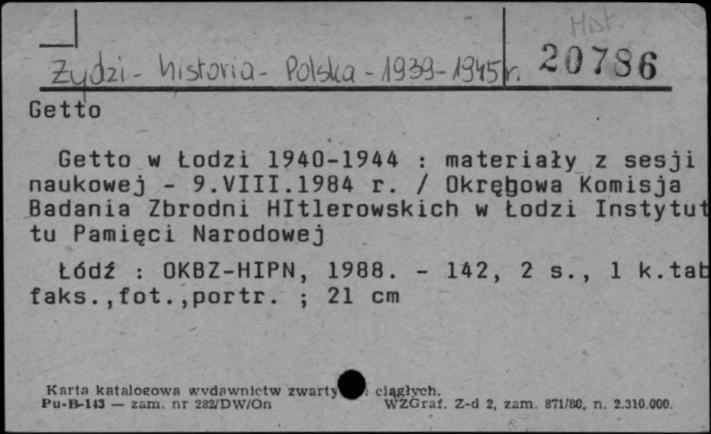 Hist.
20786
Żydzi - historia - Polska - 1939-1945 r.
Getto
Getto w Łodzi 1940-1944 : materiały z sesji
naukowej - 9.VIII.1984 r. / Okręgowa Komisja
Badania Zbrodni HItlerowskich w Łodzi Instytut
tu Pamięci Narodowej
Łódź : OKBZ-HIPN, 1988. - 142, 2 s., 1 k.tab
faks.,fot.,portr. ; 21 cm
Karta katalogowa wydawnictw zwarty i ciągłych.
Pu-B-143 — zam. nr 282/DW/On WZGraf. Z-d 2, zam. 871/80, n. 2.310.000.